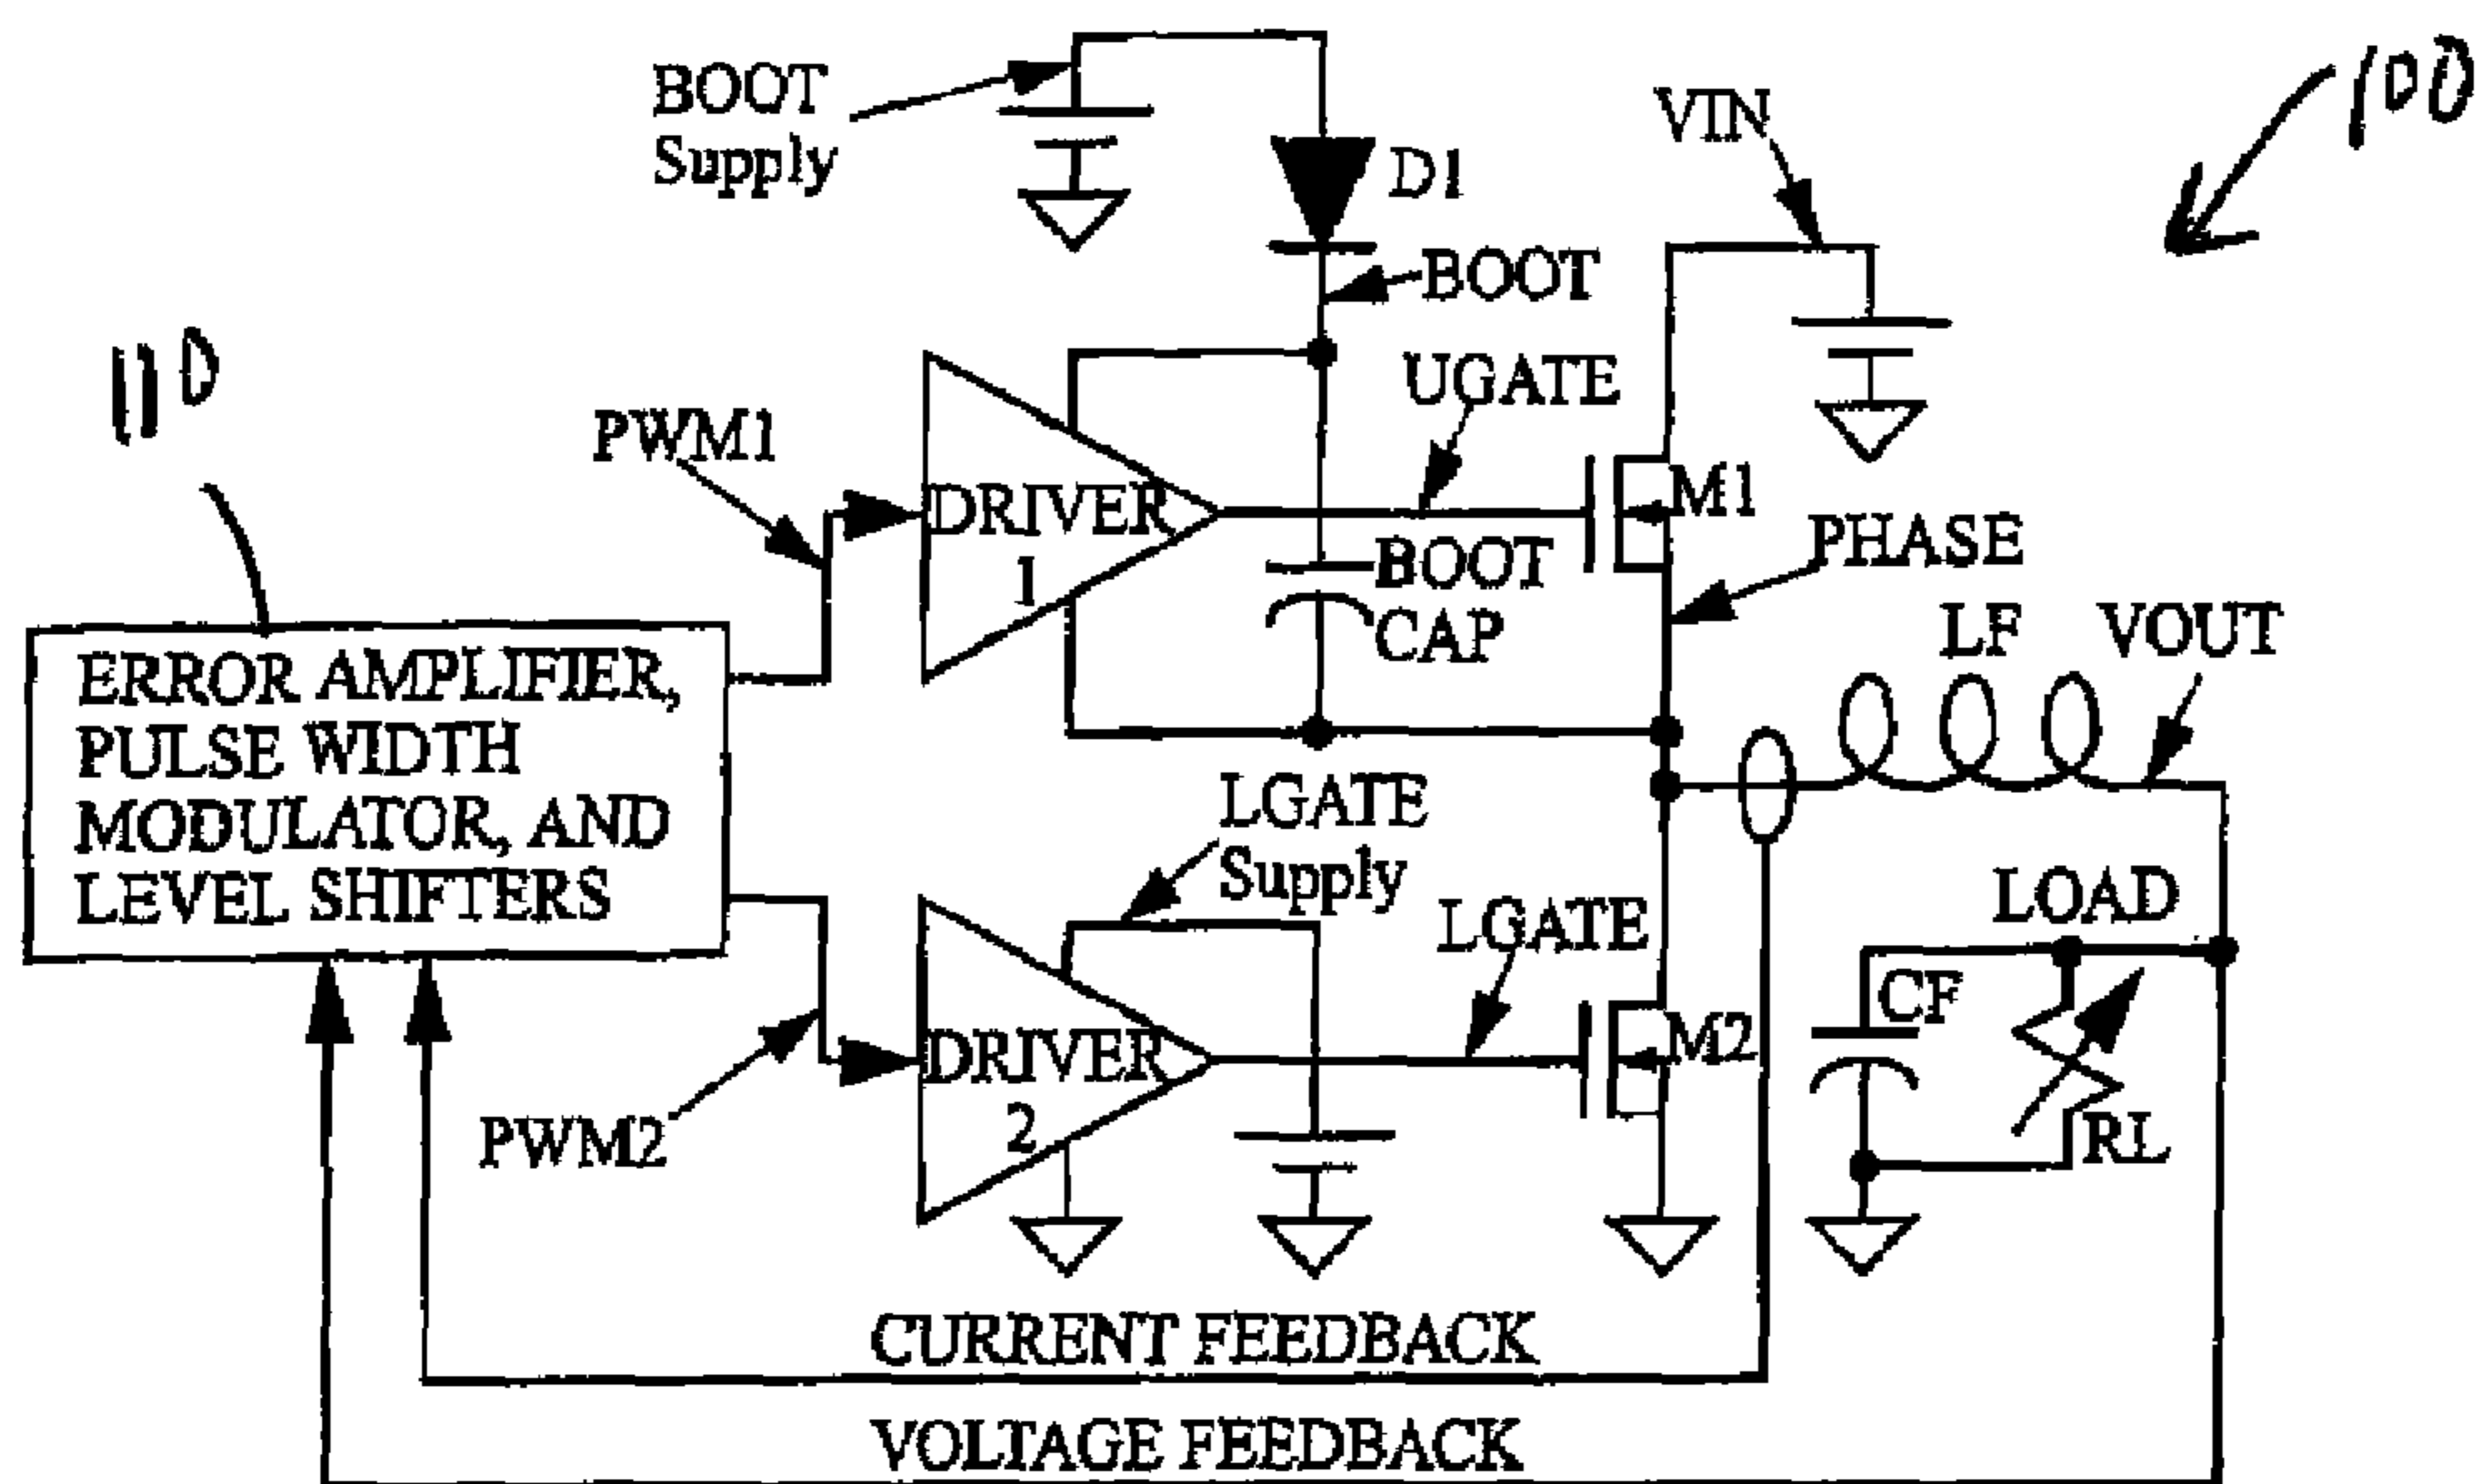 BOOT
Supply
100
VIN
D1
BOOT
110
UGATE
PWM1
DRIVER
1
M1
BOOT
CAP
PHASE
LF
VOUT
ERROR AMPLIFIER,
PULSE WIDTH
MODULATOR, AND
LEVEL SHIFTERS
LGATE
Supply
LOAD
LGATE
CF
DRIVER
2
M2
PWM2
RL
CURRENT FEEDBACK
VOLTAGE FEEDBACK